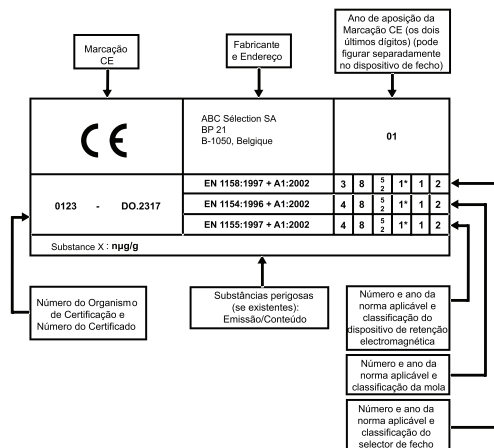 Marcação
CE
Fabricante
e Endereço
Ano de aposição da
Marcação CE (os dois
últimos dígitos) (pode
figurar separadamente
no dispositivo de fecho)
CE
ABC Sélection SA
BP 21
B-1050, Belgique
01
0123 - DO.2317
EN 1158:1997 + A1:2002 3 8 5/2 1* 1 2
EN 1154:1996 + A1:2002 4 8 5/2 1* 1 2
EN 1155:1997 + A1:2002 4 8 5/2 1* 1 2
Substance X : nµg/g
Número do Organismo
de Certificação e
Número do Certificado
Substâncias perigosas
(se existentes):
Emissão/Conteúdo
Número e ano da
norma aplicável e
classificação do
dispositivo de retenção
electromagnética
Número e ano da
norma aplicável e
classificação da mola
Número e ano da
norma aplicável e
classificação do
selector de fecho